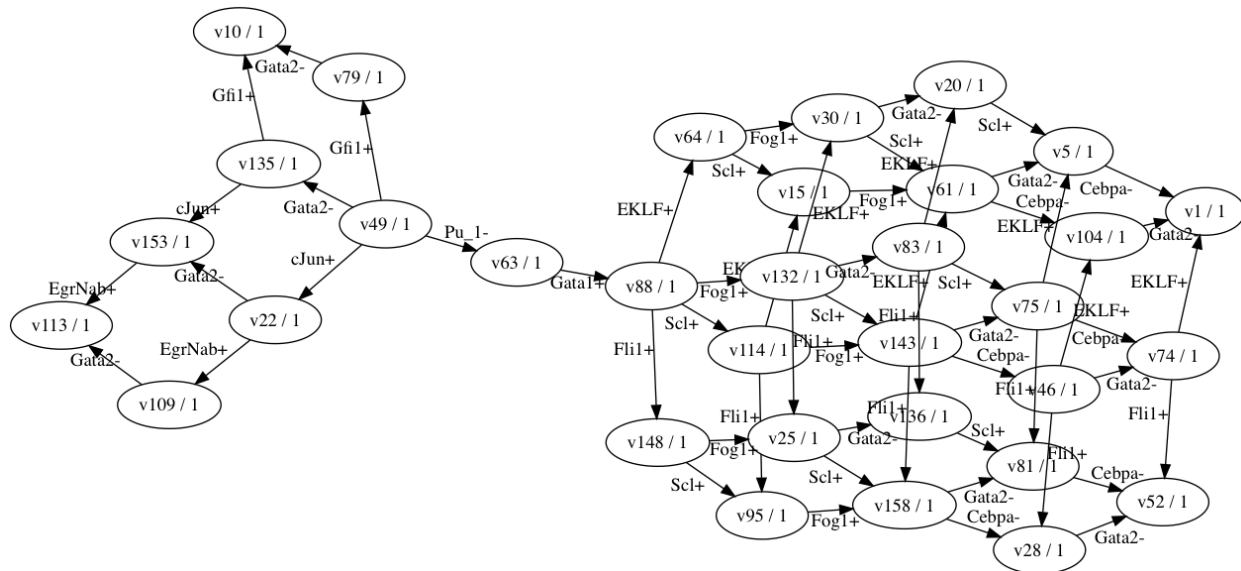 v10 / 1
Gata2-
v79 / 1
Gfi1+
Gfi1+
v135 / 1
cJun+
Gata2-
v49 / 1
Pu_1-
v153 / 1
Gata2-
cJun+
v63 / 1
Gata1+
EgrNab+
v113 / 1
v22 / 1
Gata2-
EgrNab+
v109 / 1
v20 / 1
v30 / 1
Gata2-
Scl+
v64 / 1
Fog1+
Scl+
v5 / 1
Scl+
EKLF+
Gata2-
Cebpa-
v15 / 1
Fog1+
v61 / 1
Cebpa-
v1 / 1
EKLF+
EKLF+
EKLF+
v104 / 1
Gata2-
v83 / 1
v88 / 1
Fog1+
v132 / 1
Gata2-
EKLF+
Scl+
EKLF+
v75 / 1
EKLF+
Scl+
Scl+
Fli1+
Cebpa-
v114 / 1
Fli1+
Fog1+
v143 / 1
Gata2-
Cebpa-
v74 / 1
Fli1+
Fli1+
v46 / 1
Gata2-
Fli1+
Fli1+
Fli1+
v136 / 1
v148 / 1
Fog1+
v25 / 1
Gata2-
Scl+
Fli1+
Scl+
Scl+
v81 / 1
Cebpa-
v95 / 1
Fog1+
v158 / 1
Gata2-
Cebpa-
v52 / 1
v28 / 1
Gata2-